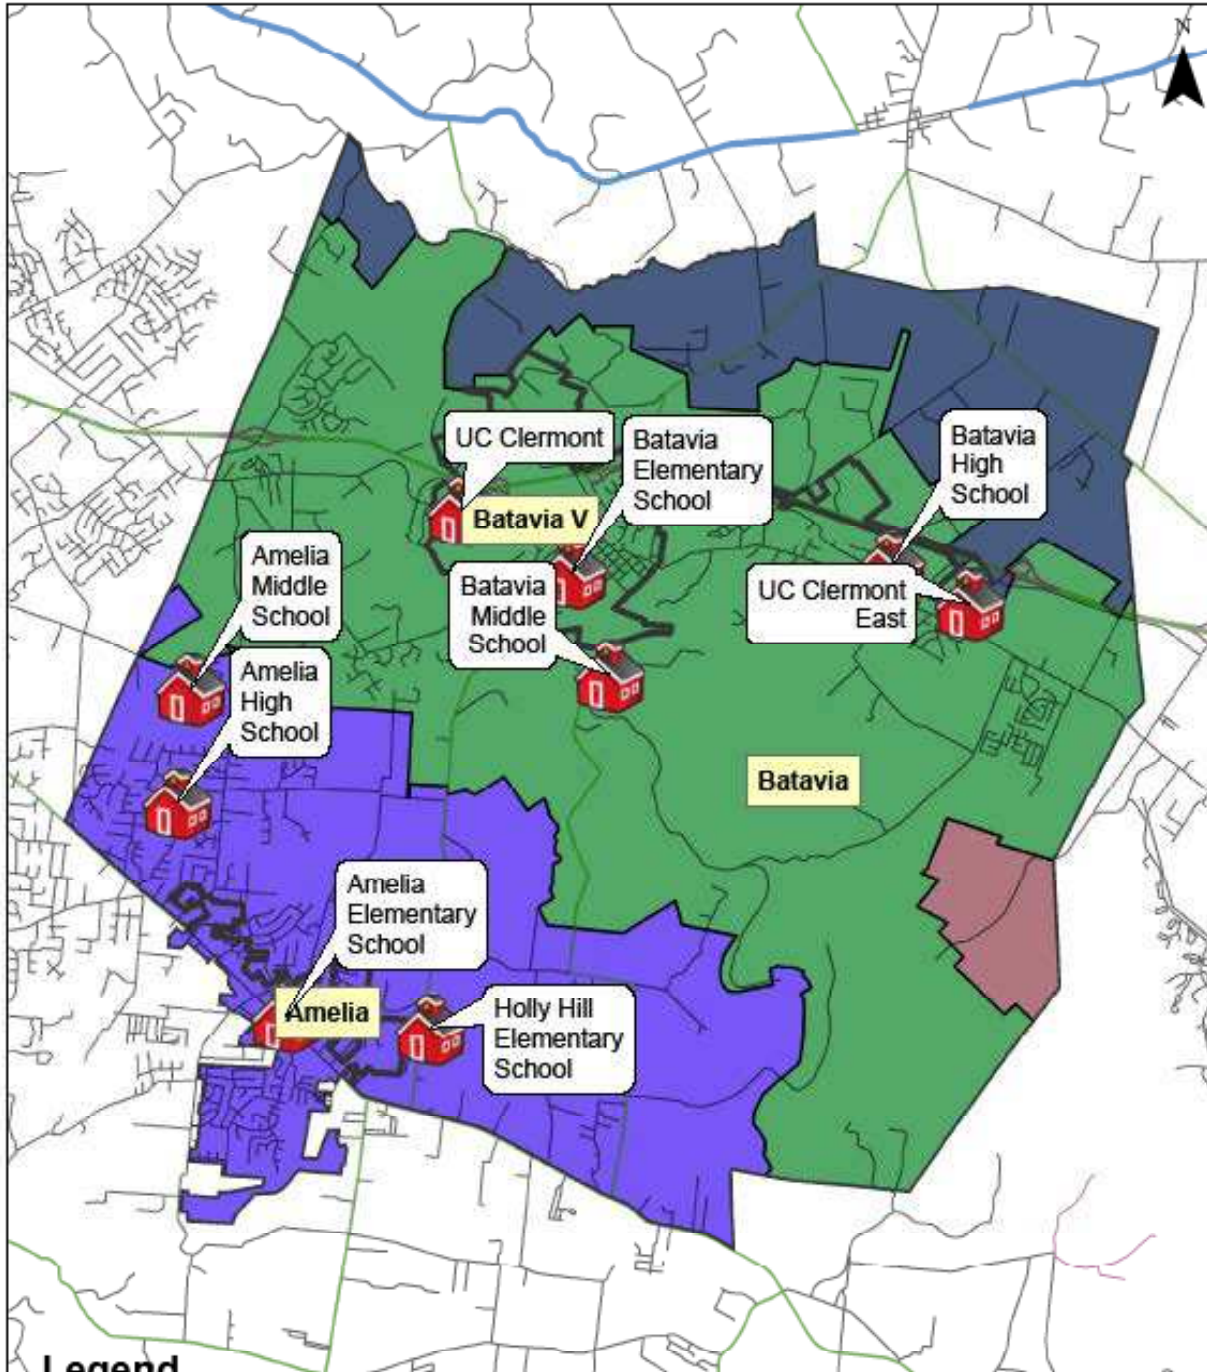 N
UC Clermont
Batavia
Elementary
School
Batavia
High
School
Batavia V
Amelia
Middle
School
Batavia
Middle
School
UC Clermont
East
Amelia
High
School
Batavia
Amelia
Elementary
School
Amelia
Holly Hill
Elementary
School
Legend